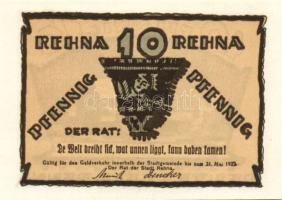 REHNA 10 REHNA
PFENNIG PFENNIG
DER RAT:
De Welt dreiht sick, wat unnen liggt, kann baben kamen!
Gültig für den Geldverkehr innerhalb der Stadtgemeinde bis zum 31. Mai 1922.
Der Rat der Stadt Rehna.